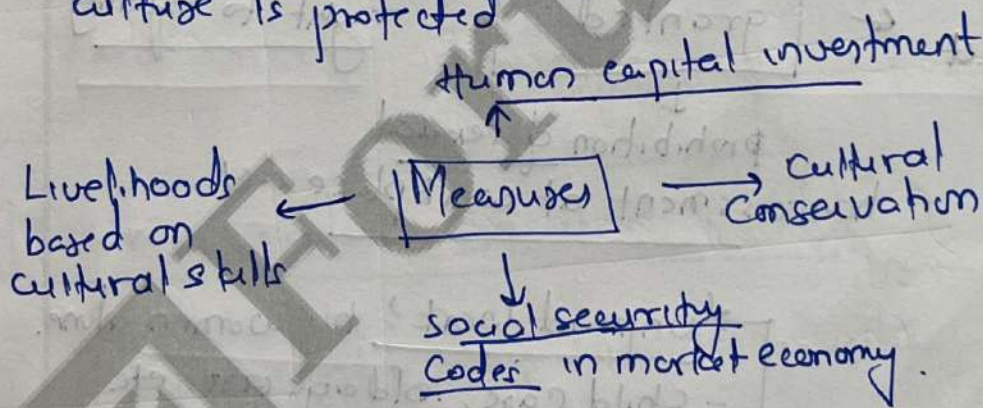 culture is protected
Human capital investment
Livelihoods
based on
cultural skills
Measures
Cultural
Conservation
social security
Codes in market economy.